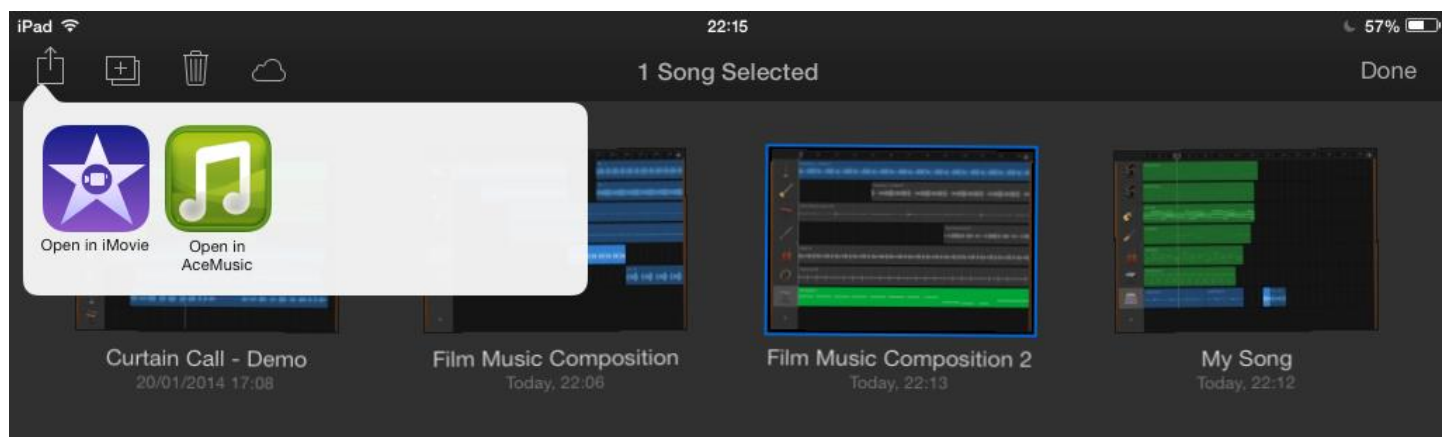 iPad 22:15 57%
1 Song Selected Done
Open in iMovie Open in
AceMusic
Curtain Call - Demo Film Music Composition Film Music Composition 2 My Song
20/01/2014 17:08 Today, 22:06 Today, 22:13 Today, 22:12